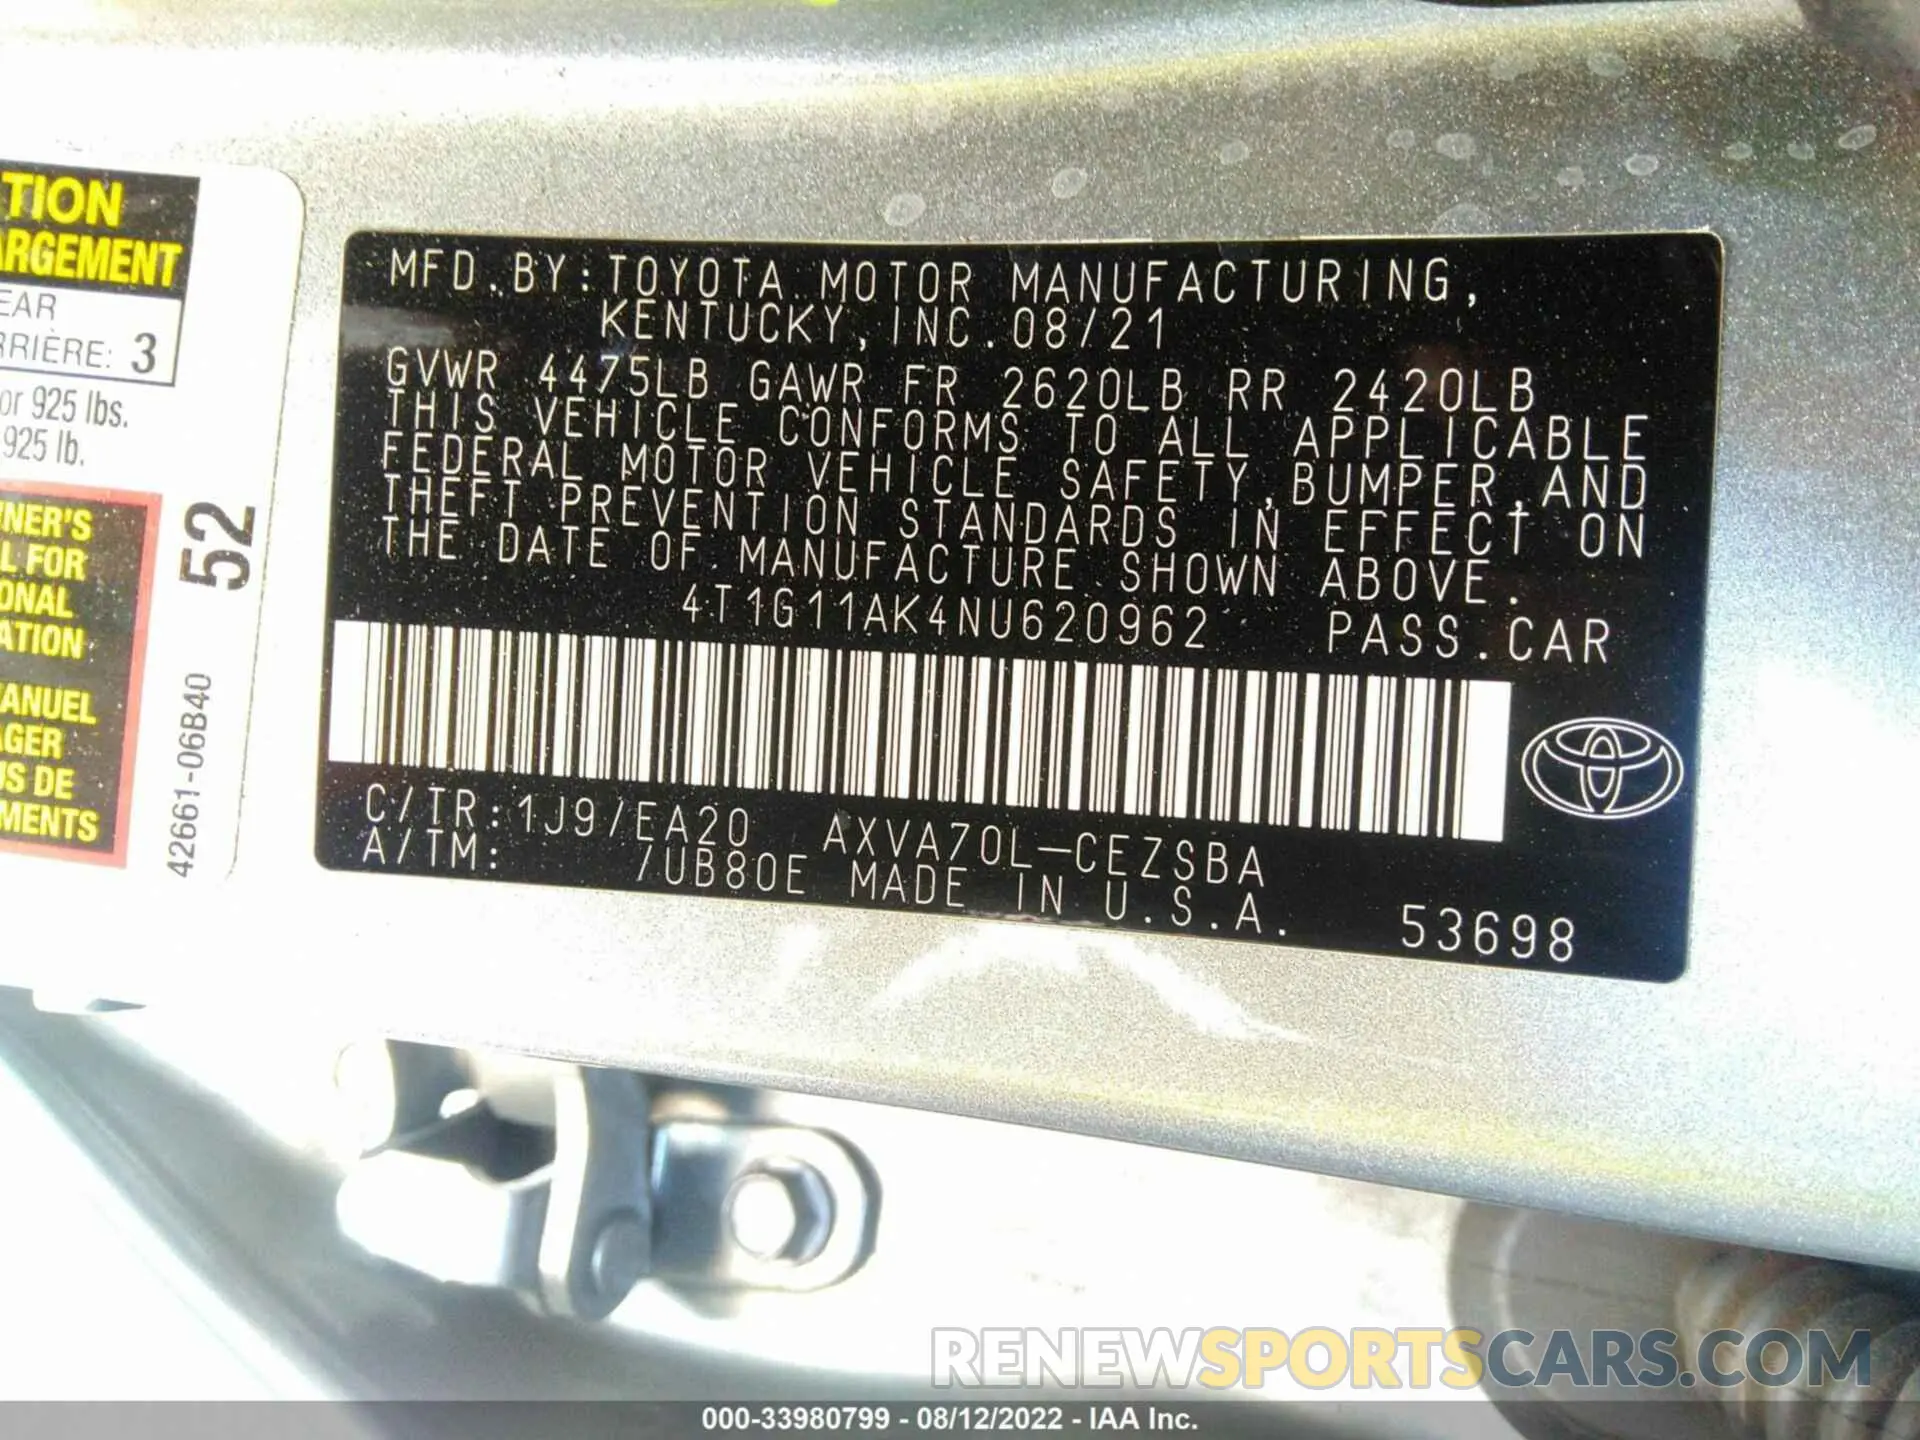 TION
ARGEMENT
EAR
RRIÈRE: 3
or 925 lbs.
925 lb.
NER'S
L FOR
ONAL
ATION
MANUEL
AGER
US DE
MENTS
52
42661-06B40
MFD. BY: TOYOTA MOTOR MANUFACTURING,
KENTUCKY, INC. 08/21
GVWR 4475LB GAWR FR 2620LB RR 2420LB
THIS VEHICLE CONFORMS TO ALL APPLICABLE
FEDERAL MOTOR VEHICLE SAFETY, BUMPER, AND
THEFT PREVENTION STANDARDS IN EFFECT ON
THE DATE OF MANUFACTURE SHOWN ABOVE.
4T1G11AK4NU620962 PASS. CAR
C/TR: 1J9/EA20 AXVA70L-CEZSBA
A/TM: /UB80E MADE IN U.S.A.
53698
RENEWSPORTSCARS.COM
000-33980799 - 08/12/2022 - IAA Inc.